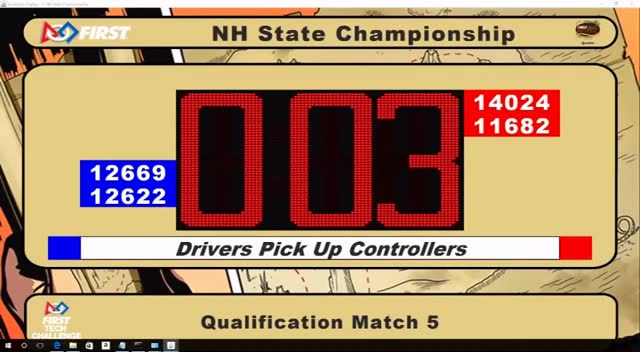 FIRST
NH State Championship
003
14024
11682
12669
12622
Drivers Pick Up Controllers
FIRST
TECH
CHALLENGE
Qualification Match 5